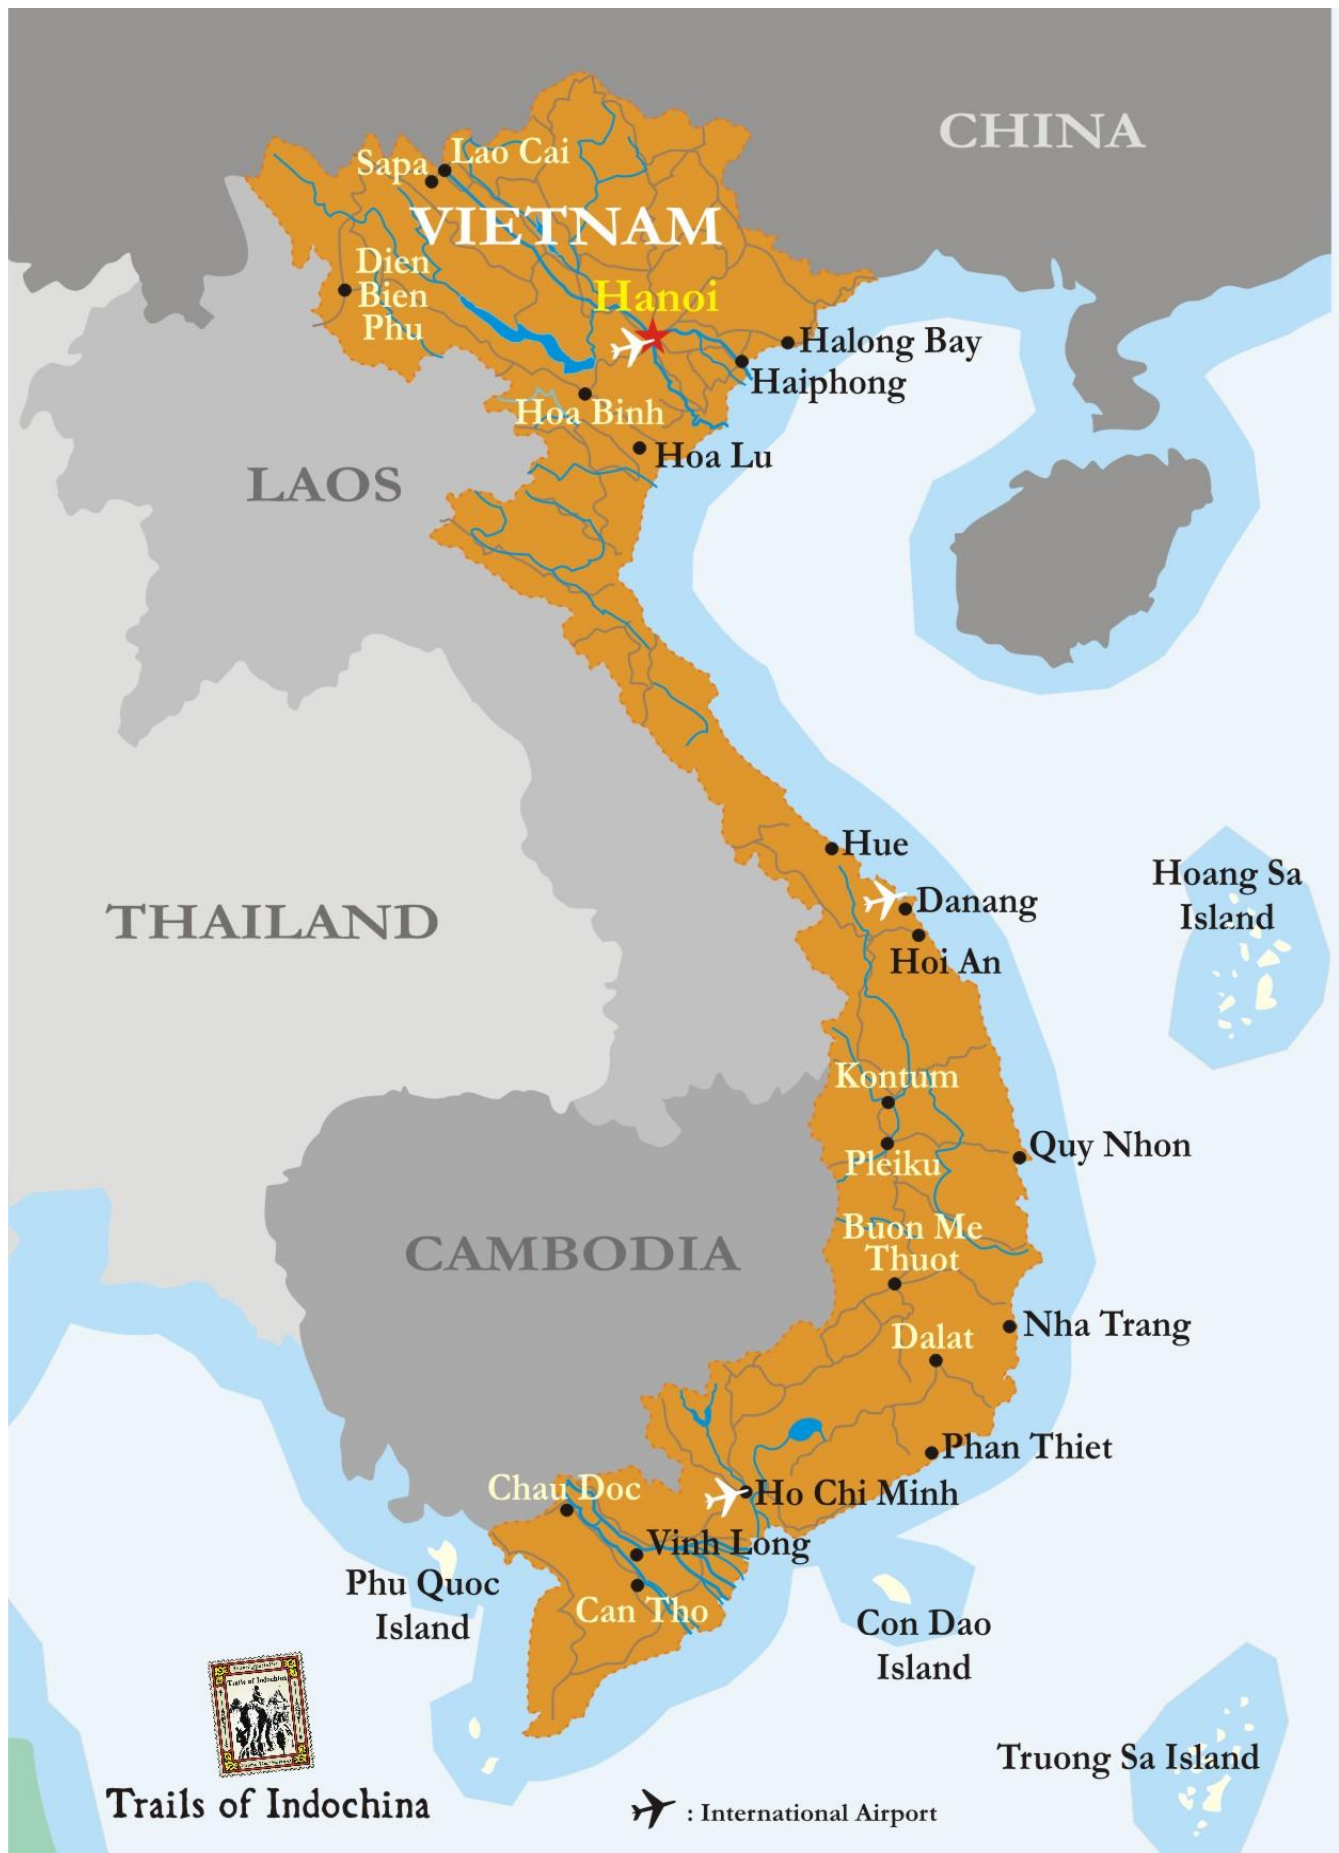 CHINA
Sapa
Lao Cai
VIETNAM
Dien
Bien
Phu
Hanoi
Halong Bay
Haiphong
Hoa Binh
Hoa Lu
LAOS
Hue
Hoang Sa
Island
Danang
THAILAND
Hoi An
Kontum
Quy Nhon
Pleiku
Buon Me
Thuot
CAMBODIA
Nha Trang
Dalat
Phan Thiet
Chau Doc
Ho Chi Minh
Vinh Long
Phu Quoc
Island
Can Tho
Con Dao
Island
Trails of Indochina
Truong Sa Island
Trails of Indochina
: International Airport